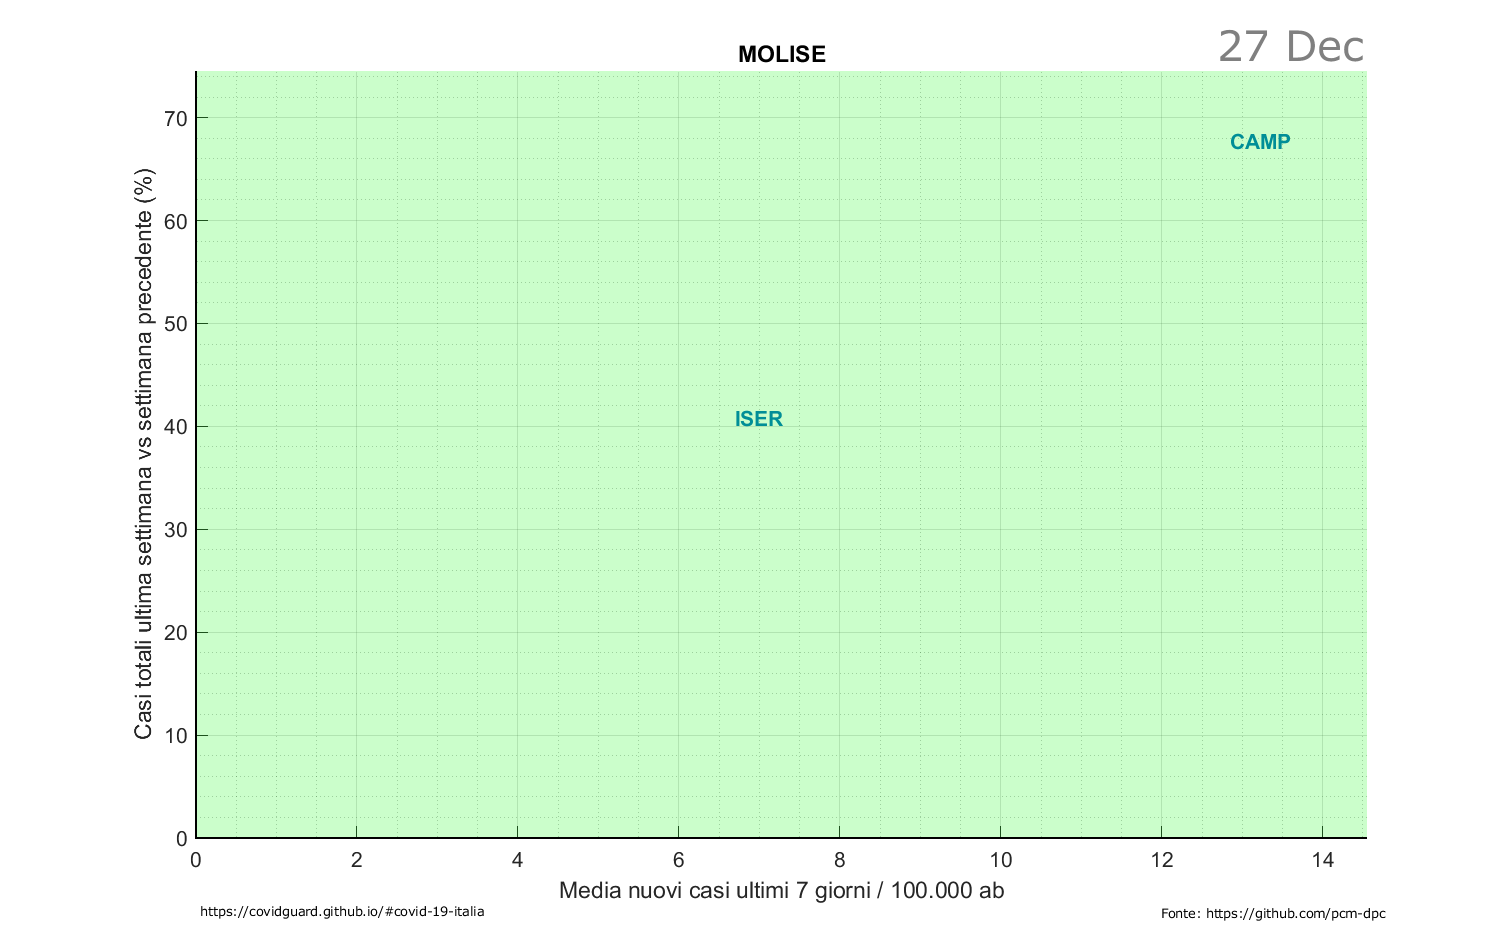 27 Dec
MOLISE
CAMP
ISER
Casi totali ultima settimana vs settimana precedente (%)
70
60
50
40
30
20
10
0
0 2 4 6 8 10 12 14
Media nuovi casi ultimi 7 giorni / 100.000 ab
https://covidguard.github.io/#covid-19-italia
Fonte: https://github.com/pcm-dpc